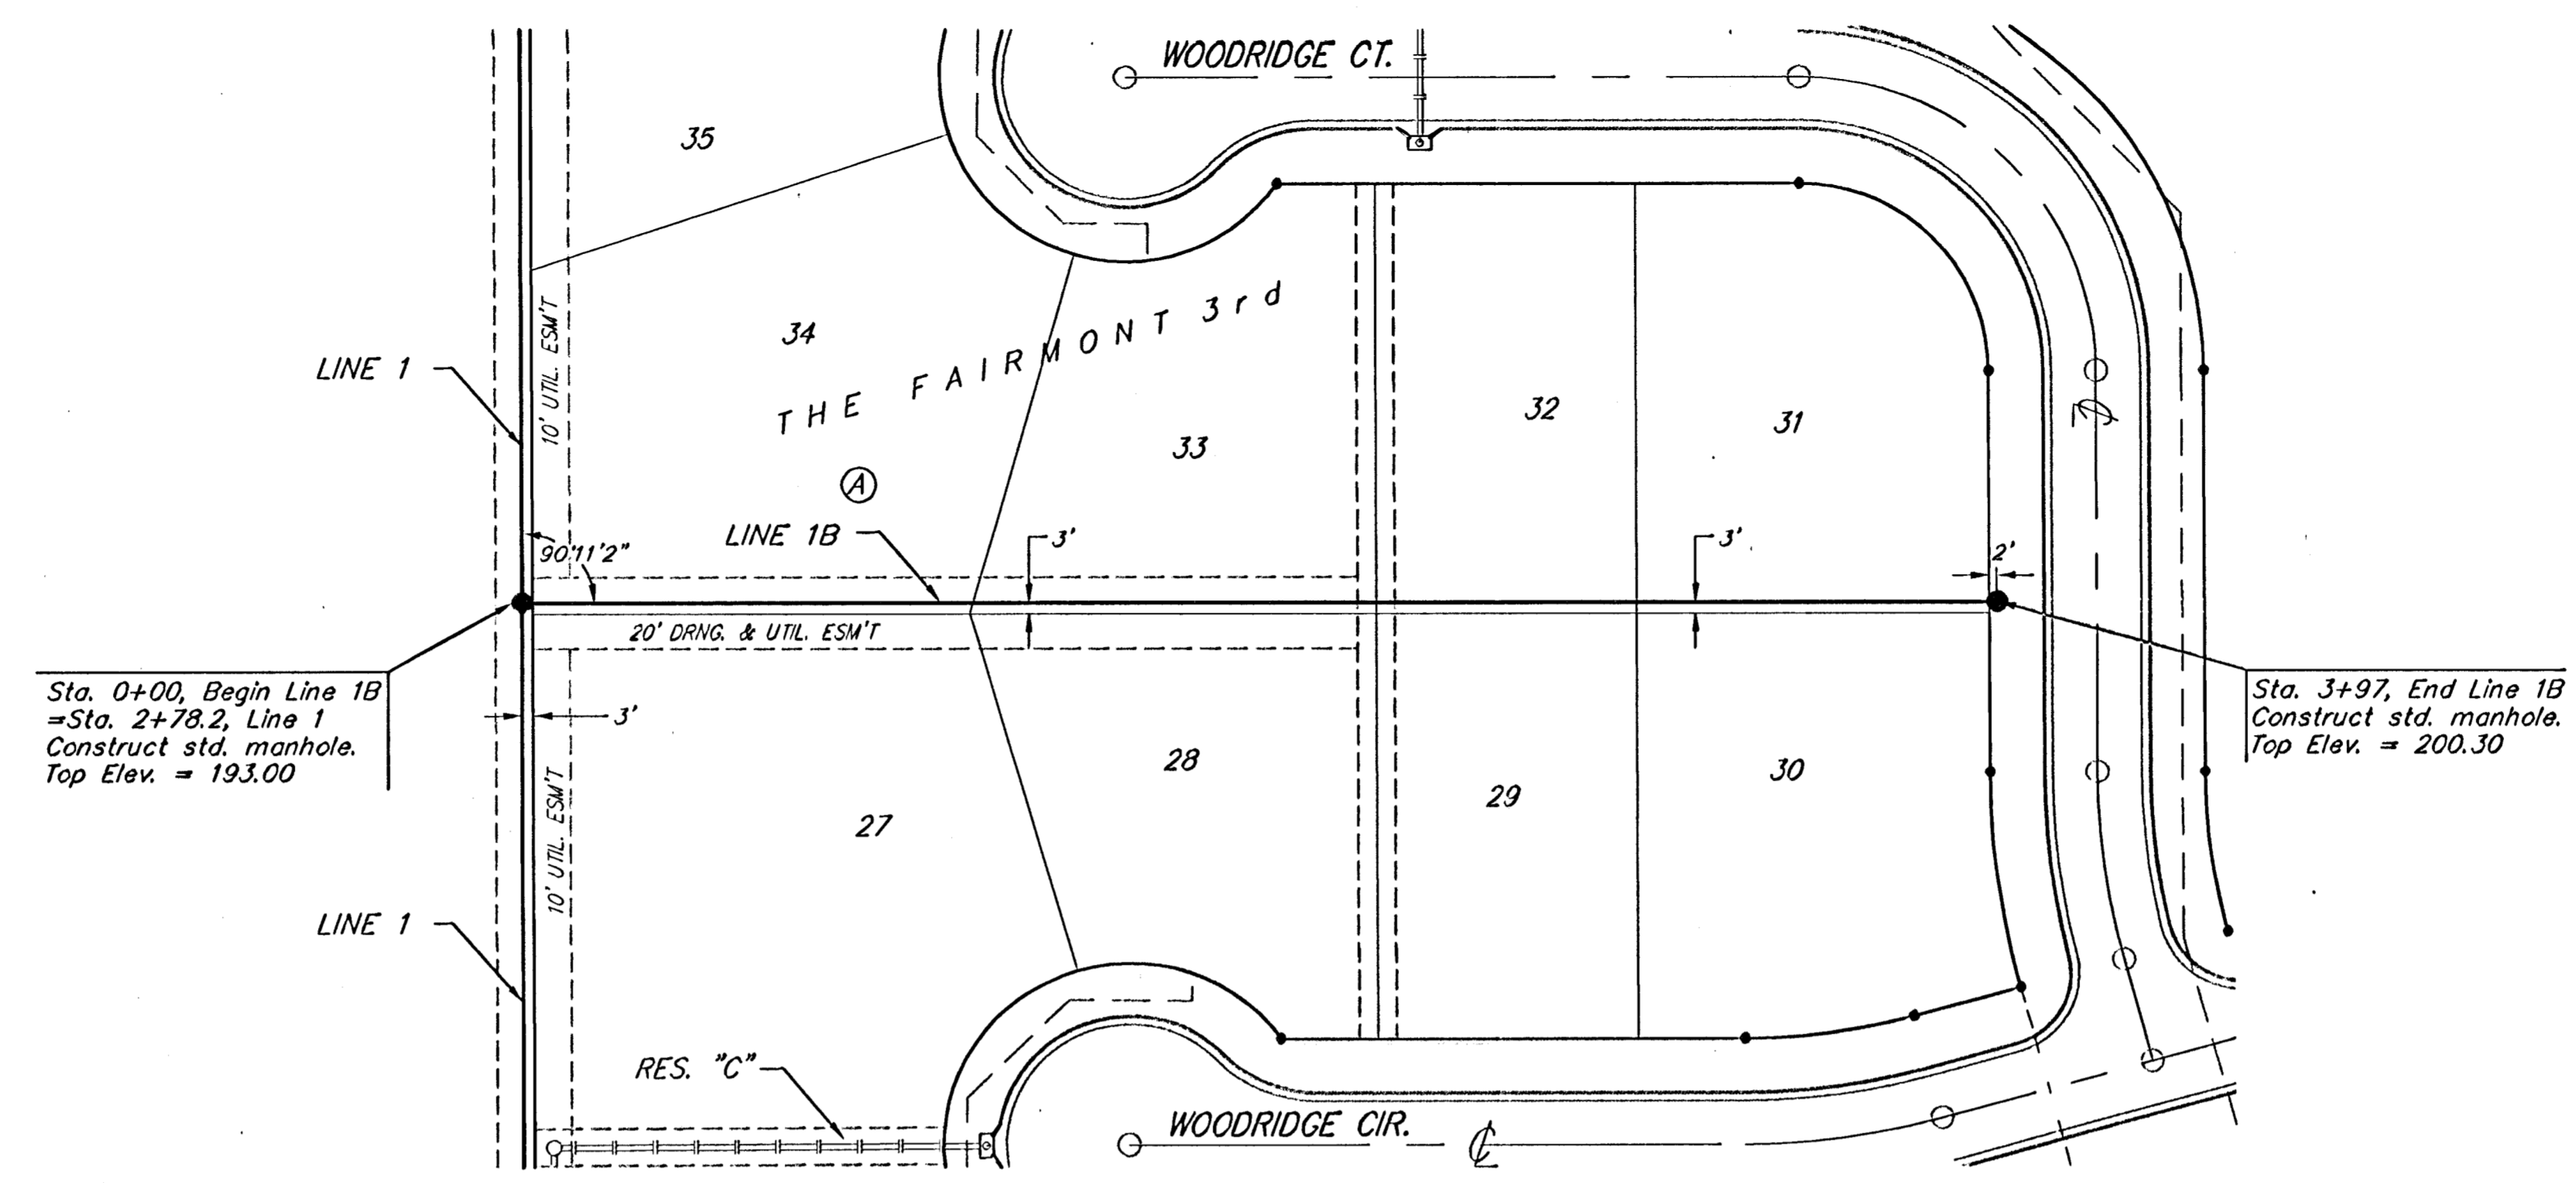 WOODRIDGE CT.
35
10' UTIL. ESM'T
34
THE FAIRMONT 3rd
LINE 1
32
31
33
A
LINE 1B
3'
3'
2'
90°11'2"
20' DRNG. & UTIL. ESM'T
Sta. 0+00, Begin Line 1B
=Sta. 2+78.2, Line 1
Construct std. manhole.
Top Elev. = 193.00
3'
Sta. 3+97, End Line 1B
Construct std. manhole.
Top Elev. = 200.30
28
30
29
27
10' UTIL. ESM'T
LINE 1
RES. "C"
WOODRIDGE CIR.
℄
℄